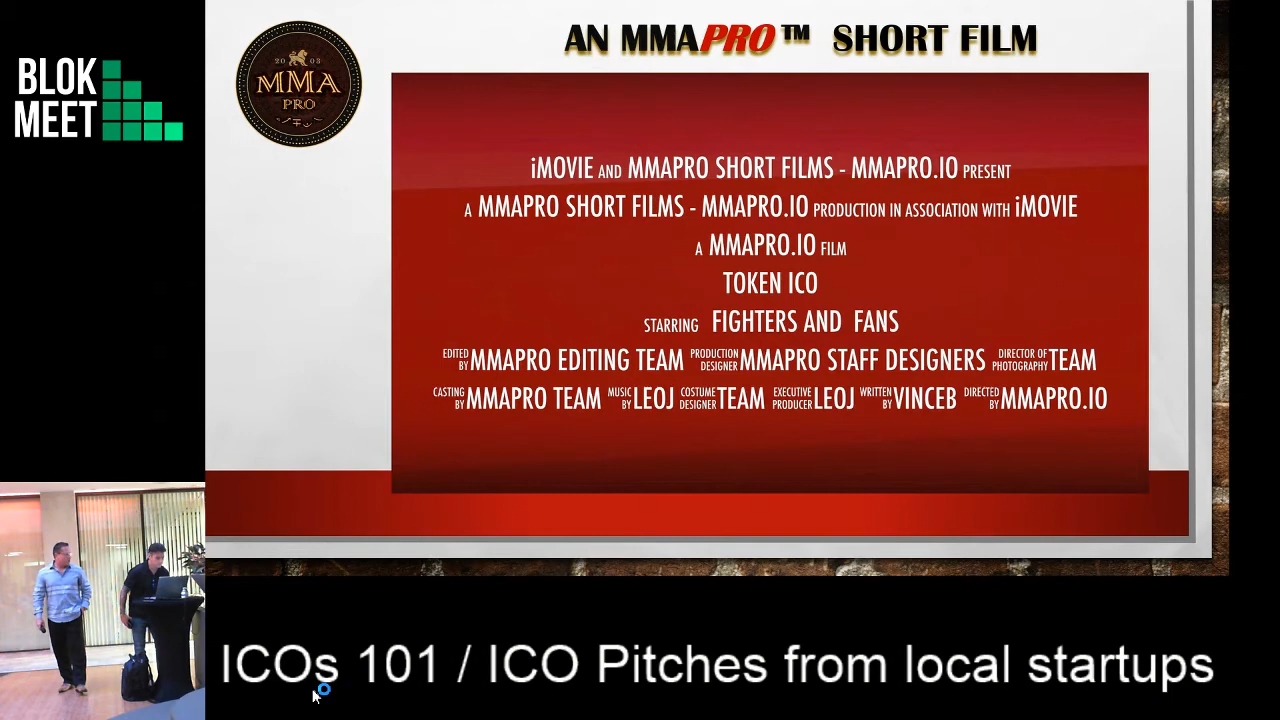 BLOK
MEET
20 08
MMA
PRO
AN MMAPRO™ SHORT FILM
iMOVIE AND MMAPRO SHORT FILMS - MMAPRO.IO PRESENT
A MMAPRO SHORT FILMS - MMAPRO.IO PRODUCTION IN ASSOCIATION WITH iMOVIE
A MMAPRO.IO FILM
TOKEN ICO
STARRING FIGHTERS AND FANS
EDITED BY MMAPRO EDITING TEAM PRODUCTION DESIGNER MMAPRO STAFF DESIGNERS DIRECTOR OF PHOTOGRAPHY TEAM
CASTING BY MMAPRO TEAM MUSIC BY LEOJ COSTUME DESIGNER TEAM EXECUTIVE PRODUCER LEOJ WRITTEN BY VINCEB DIRECTED BY MMAPRO.IO
ICOs 101 / ICO Pitches from local startups